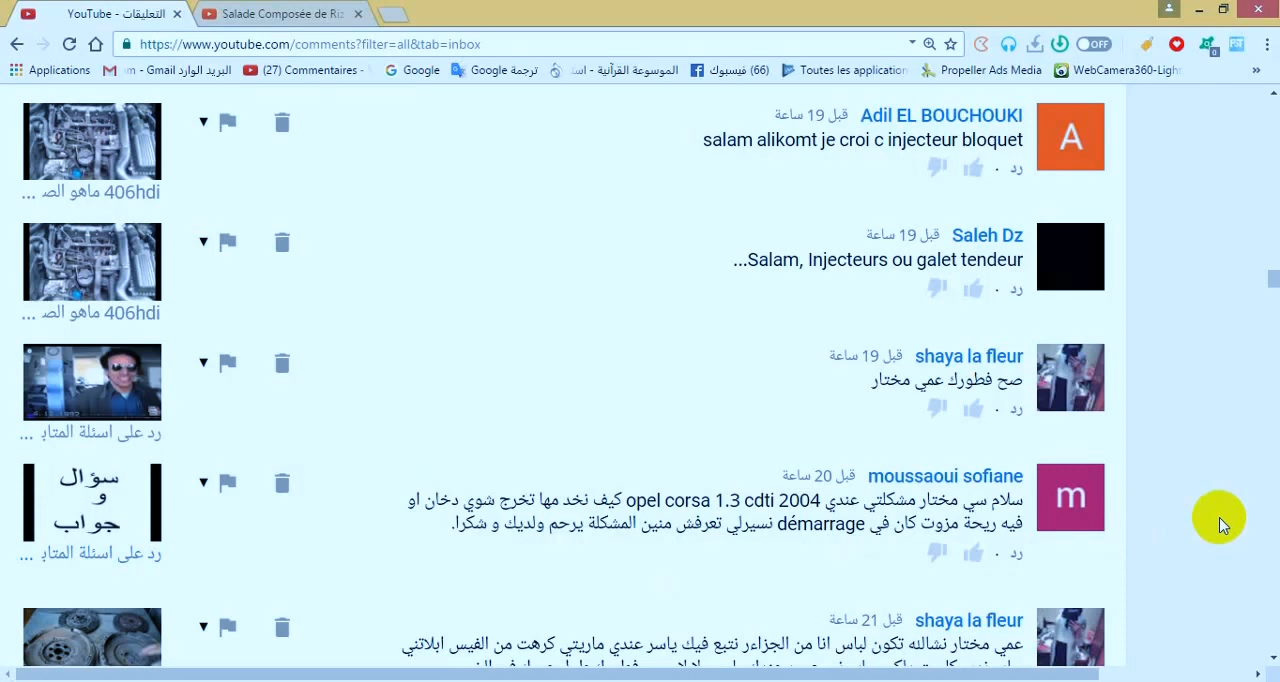 YouTube - التعليقات
Salade Composée de Riz
https://www.youtube.com/comments?filter=all&tab=inbox
OFF
0
Applications
البريد الوارد Gmail - m
(27) Commentaires -
Google
Google ترجمة
الموسوعة القرآنية -
(66) فيسبوك
Toutes les application
Propeller Ads Media
WebCamera360-Ligh
»
Adil EL BOUCHOUKI قبل 19 ساعة
salam alikomt je croi c injecteur bloquet
رد
A
406hdi ماهو الص ...
Saleh Dz قبل 19 ساعة
Salam, Injecteurs ou galet tendeur...
رد
406hdi ماهو الص ...
shaya la fleur قبل 19 ساعة
صح فطورك عمي مختار
رد
رد على اسئلة المتابـ ...
moussaoui sofiane قبل 20 ساعة
سلام سي مختار مشكلتي عندي opel corsa 1.3 cdti 2004 كيف نخد مها تخرج شوي دخان او
فيه ريحة مزوت كان في démarrage نسيرلي تعرفش منين المشكلة يرحم ولديك و شكرا.
رد
m
سؤال
و
جواب
رد على اسئلة المتابـ ...
shaya la fleur قبل 21 ساعة
عمي مختار نشالله تكون لباس انا من الجزاءر نتبع فيك ياسر عندي ماريتي كرهت من الفيس ابلاتني